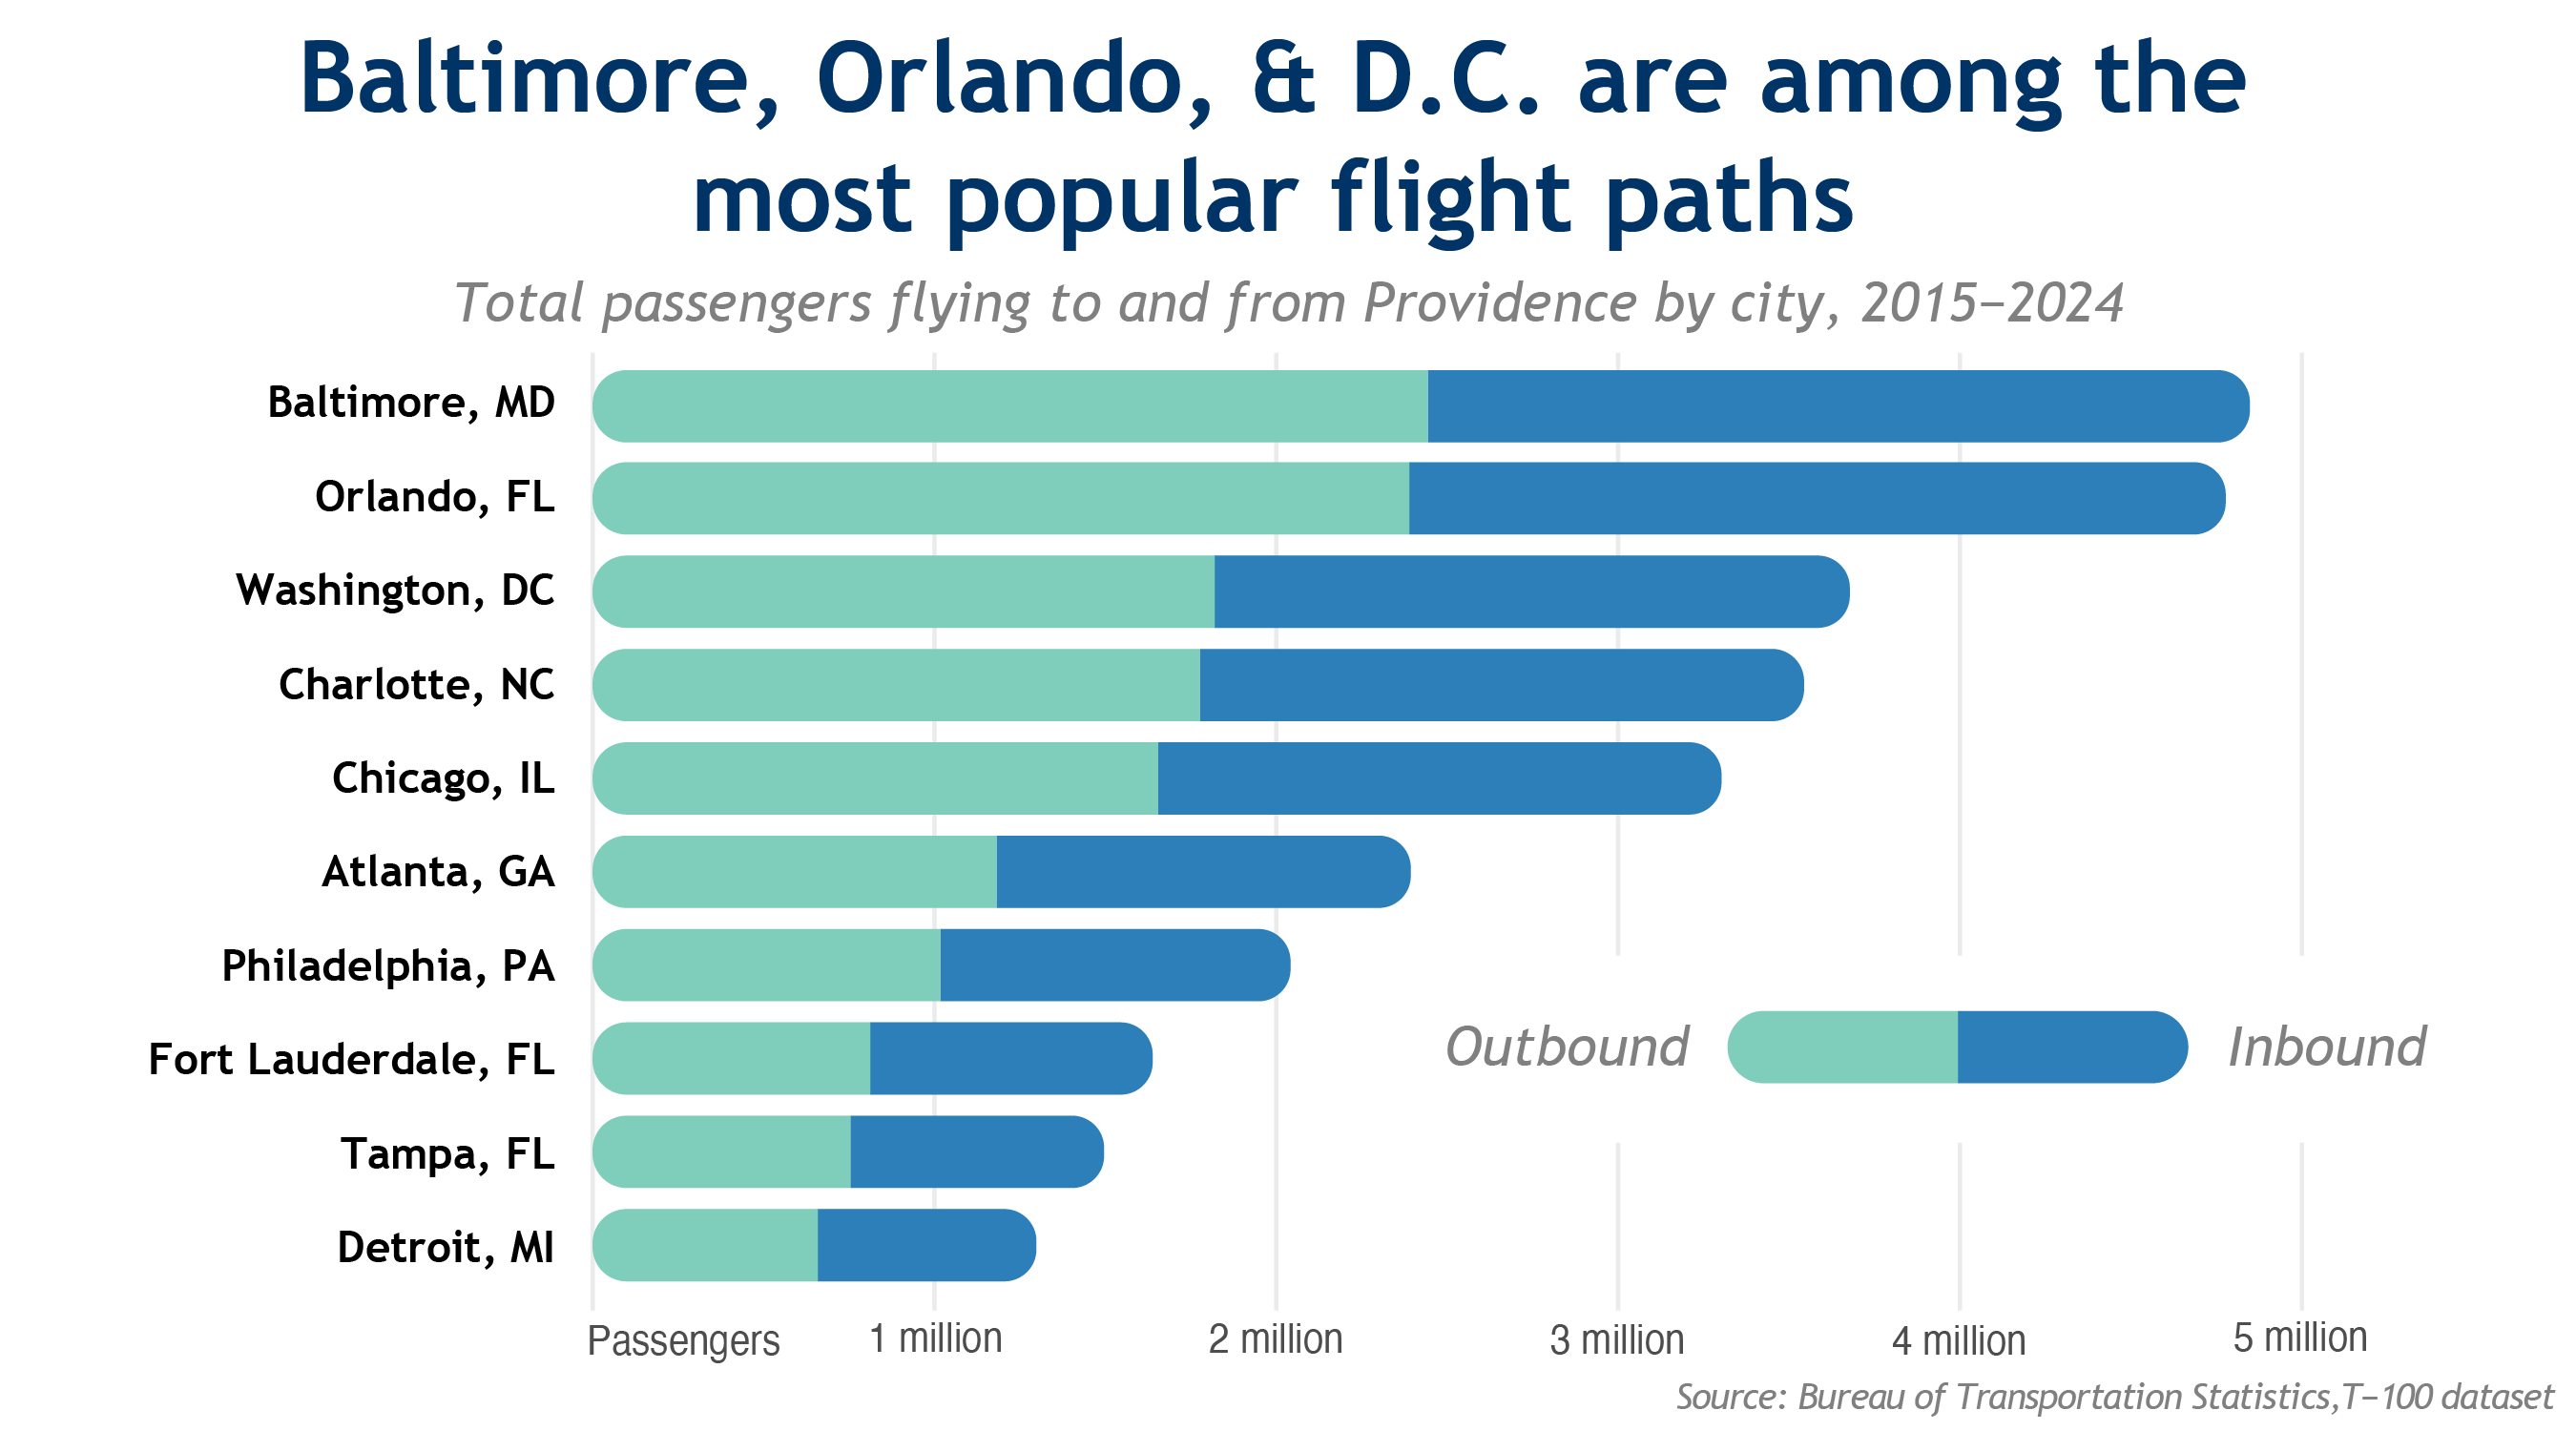 Baltimore, Orlando, & D.C. are among the
most popular flight paths
Total passengers flying to and from Providence by city, 2015–2024
Baltimore, MD
Orlando, FL
Washington, DC
Charlotte, NC
Chicago, IL
Atlanta, GA
Philadelphia, PA
Fort Lauderdale, FL
Tampa, FL
Detroit, MI
Outbound
Inbound
Passengers
1 million
2 million
3 million
4 million
5 million
Source: Bureau of Transportation Statistics,T–100 dataset